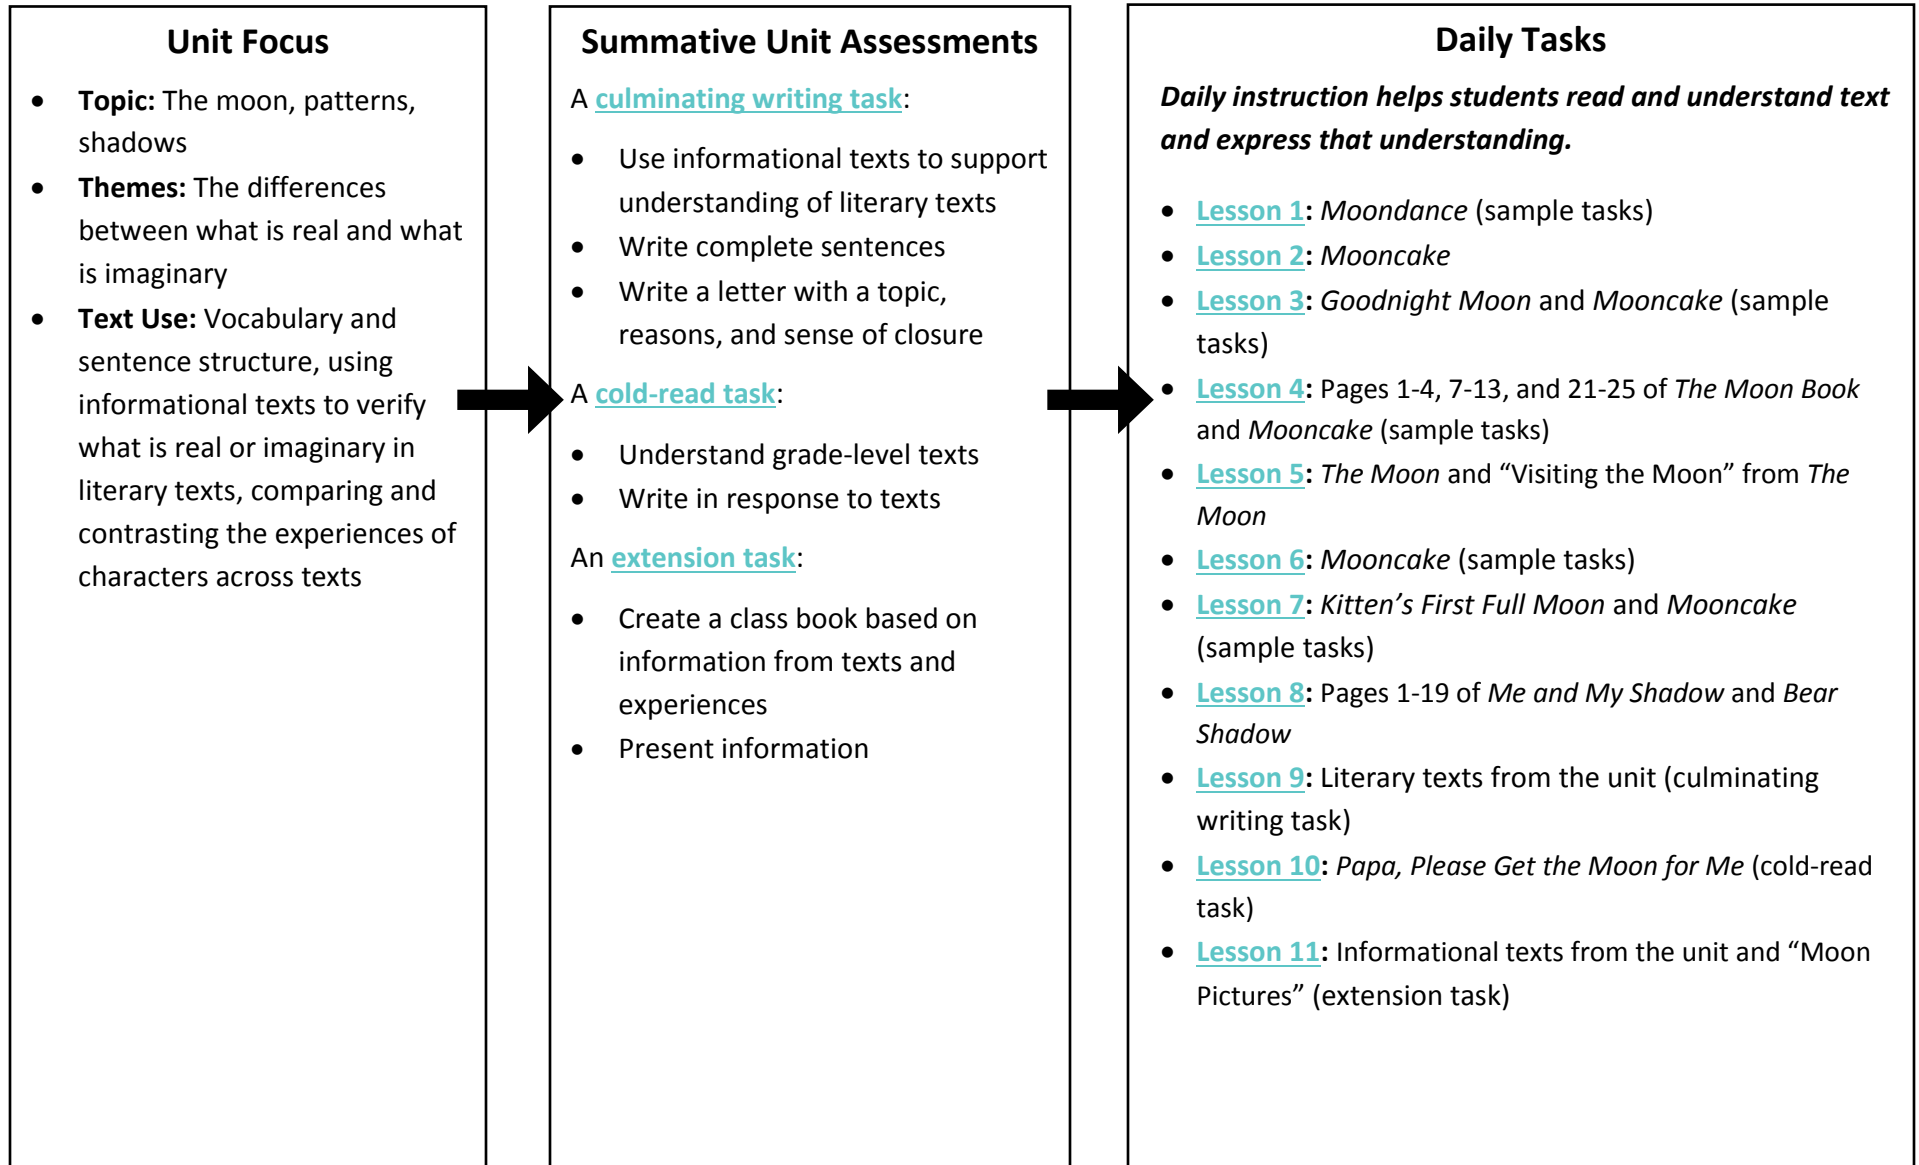 Unit Focus
• Topic: The moon, patterns,
shadows
• Themes: The differences
between what is real and what
is imaginary
• Text Use: Vocabulary and
sentence structure, using
informational texts to verify
what is real or imaginary in
literary texts, comparing and
contrasting the experiences of
characters across texts
Summative Unit Assessments
A culminating writing task:
• Use informational texts to support
understanding of literary texts
• Write complete sentences
• Write a letter with a topic,
reasons, and sense of closure
A cold-read task:
• Understand grade-level texts
• Write in response to texts
An extension task:
• Create a class book based on
information from texts and
experiences
• Present information
Daily Tasks
Daily instruction helps students read and understand text
and express that understanding.
• Lesson 1: Moondance (sample tasks)
• Lesson 2: Mooncake
• Lesson 3: Goodnight Moon and Mooncake (sample
tasks)
• Lesson 4: Pages 1-4, 7-13, and 21-25 of The Moon Book
and Mooncake (sample tasks)
• Lesson 5: The Moon and “Visiting the Moon” from The
Moon
• Lesson 6: Mooncake (sample tasks)
• Lesson 7: Kitten’s First Full Moon and Mooncake
(sample tasks)
• Lesson 8: Pages 1-19 of Me and My Shadow and Bear
Shadow
• Lesson 9: Literary texts from the unit (culminating
writing task)
• Lesson 10: Papa, Please Get the Moon for Me (cold-read
task)
• Lesson 11: Informational texts from the unit and “Moon
Pictures” (extension task)